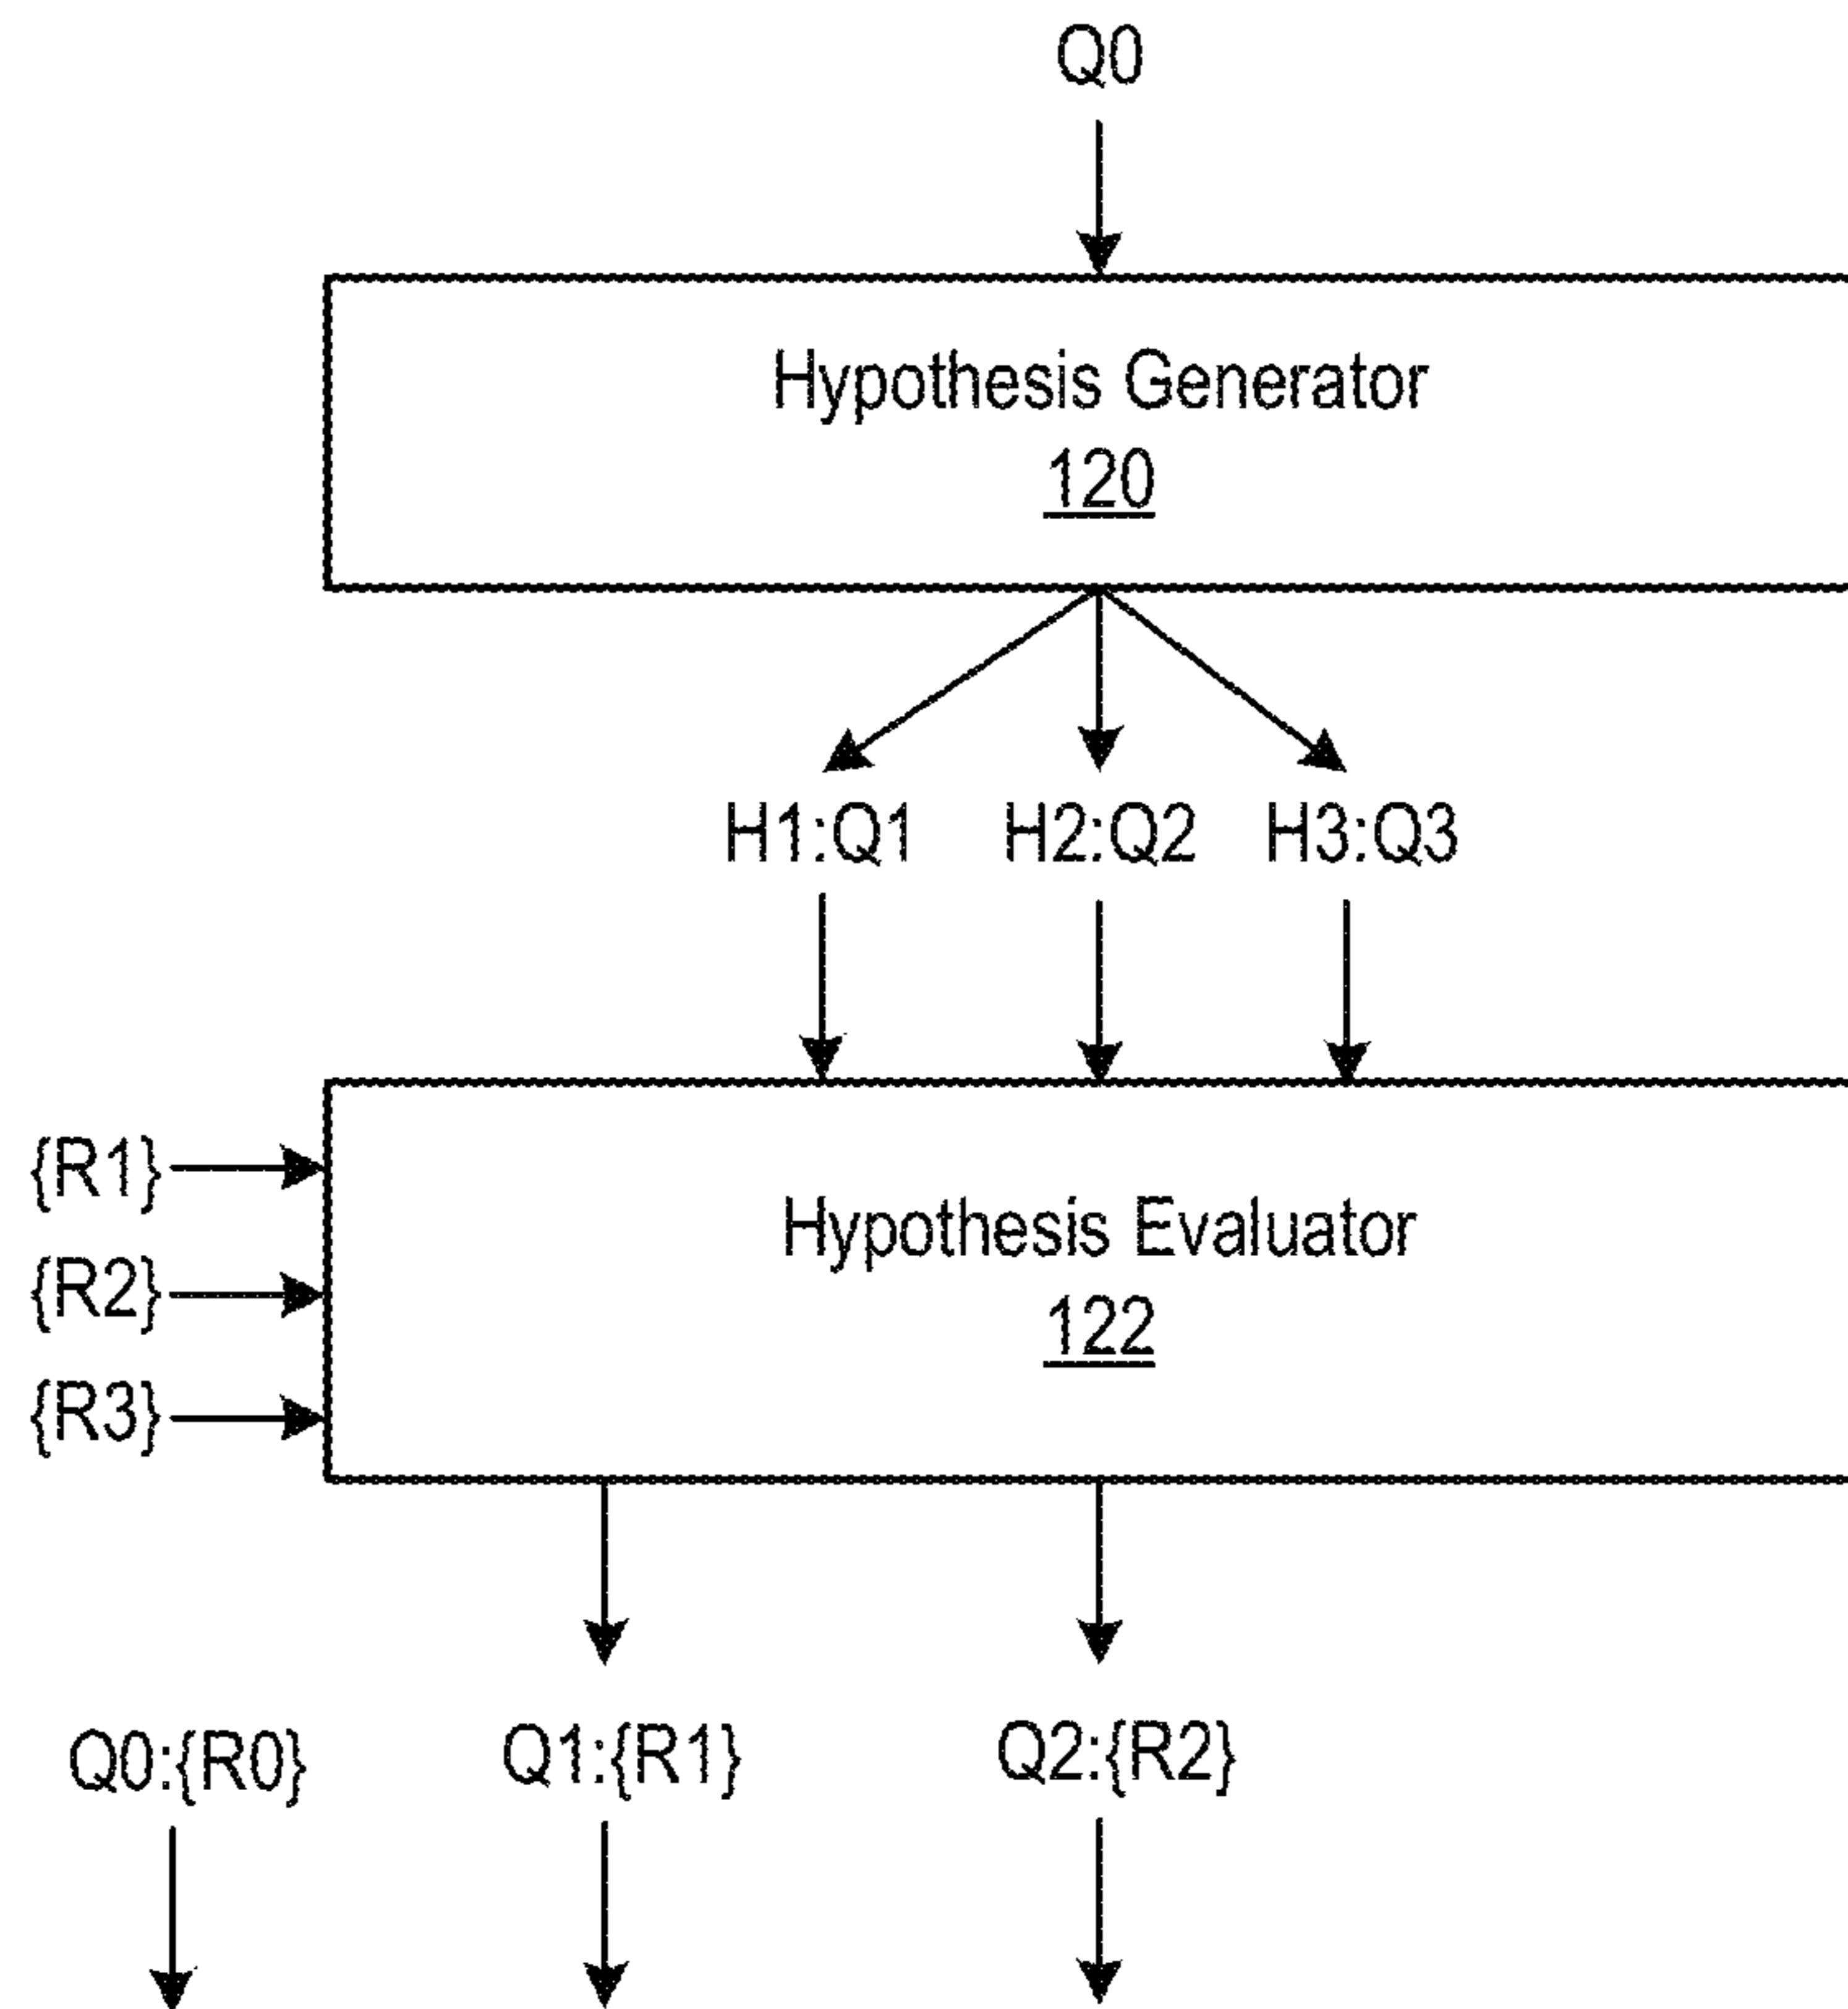 Q0
Hypothesis Generator
120
H1:Q1 H2:Q2 H3:Q3
{R1}
{R2}
{R3}
Hypothesis Evaluator
122
Q0:{R0} Q1:{R1} Q2:{R2}